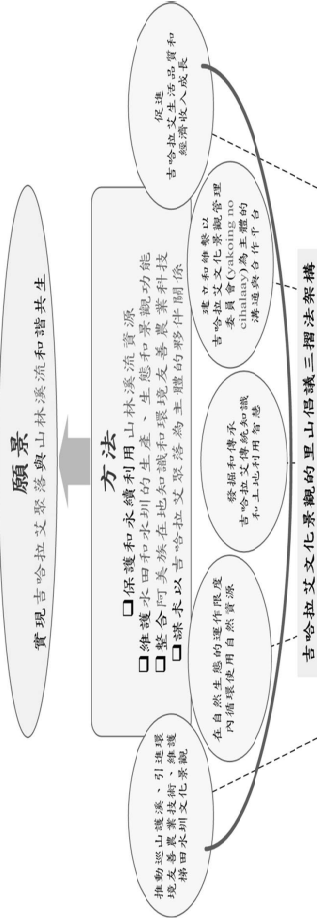 願景
實現吉哈拉艾聚落與山林溪流和諧共生
方法
❑保護和永續利用山林溪流資源
❑維護水田和水圳的生產、生態和景觀功能
❑整合阿美族在地知識和環境友善農業科技
❑謀求以吉哈拉艾聚落為主體的夥伴關係
推動巡山護溪、引進環
境友善農業技術、維護
梯田水圳文化景觀
在自然生態的運作限度
內循環使用自然資源
發掘和傳承
吉哈拉艾傳統知識
和土地利用智慧
建立和維繫以
吉哈拉艾文化景觀管理
委員會(yakoing no
cihalaay)為主體的
溝通與合作平台
促進
吉哈拉艾生活品質和
經濟收入成長
吉哈拉艾文化景觀的里山倡議三摺法架構